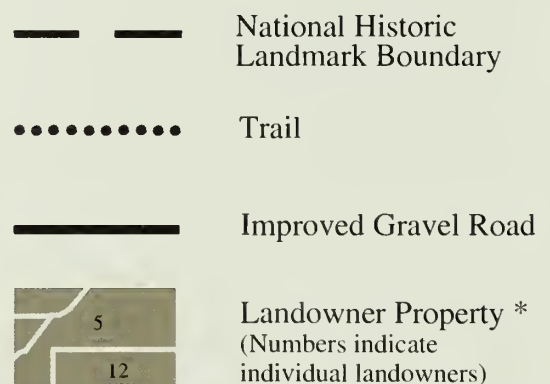 National Historic
Landmark Boundary
Trail
Improved Gravel Road
5
12
Landowner Property *
(Numbers indicate
individual landowners)